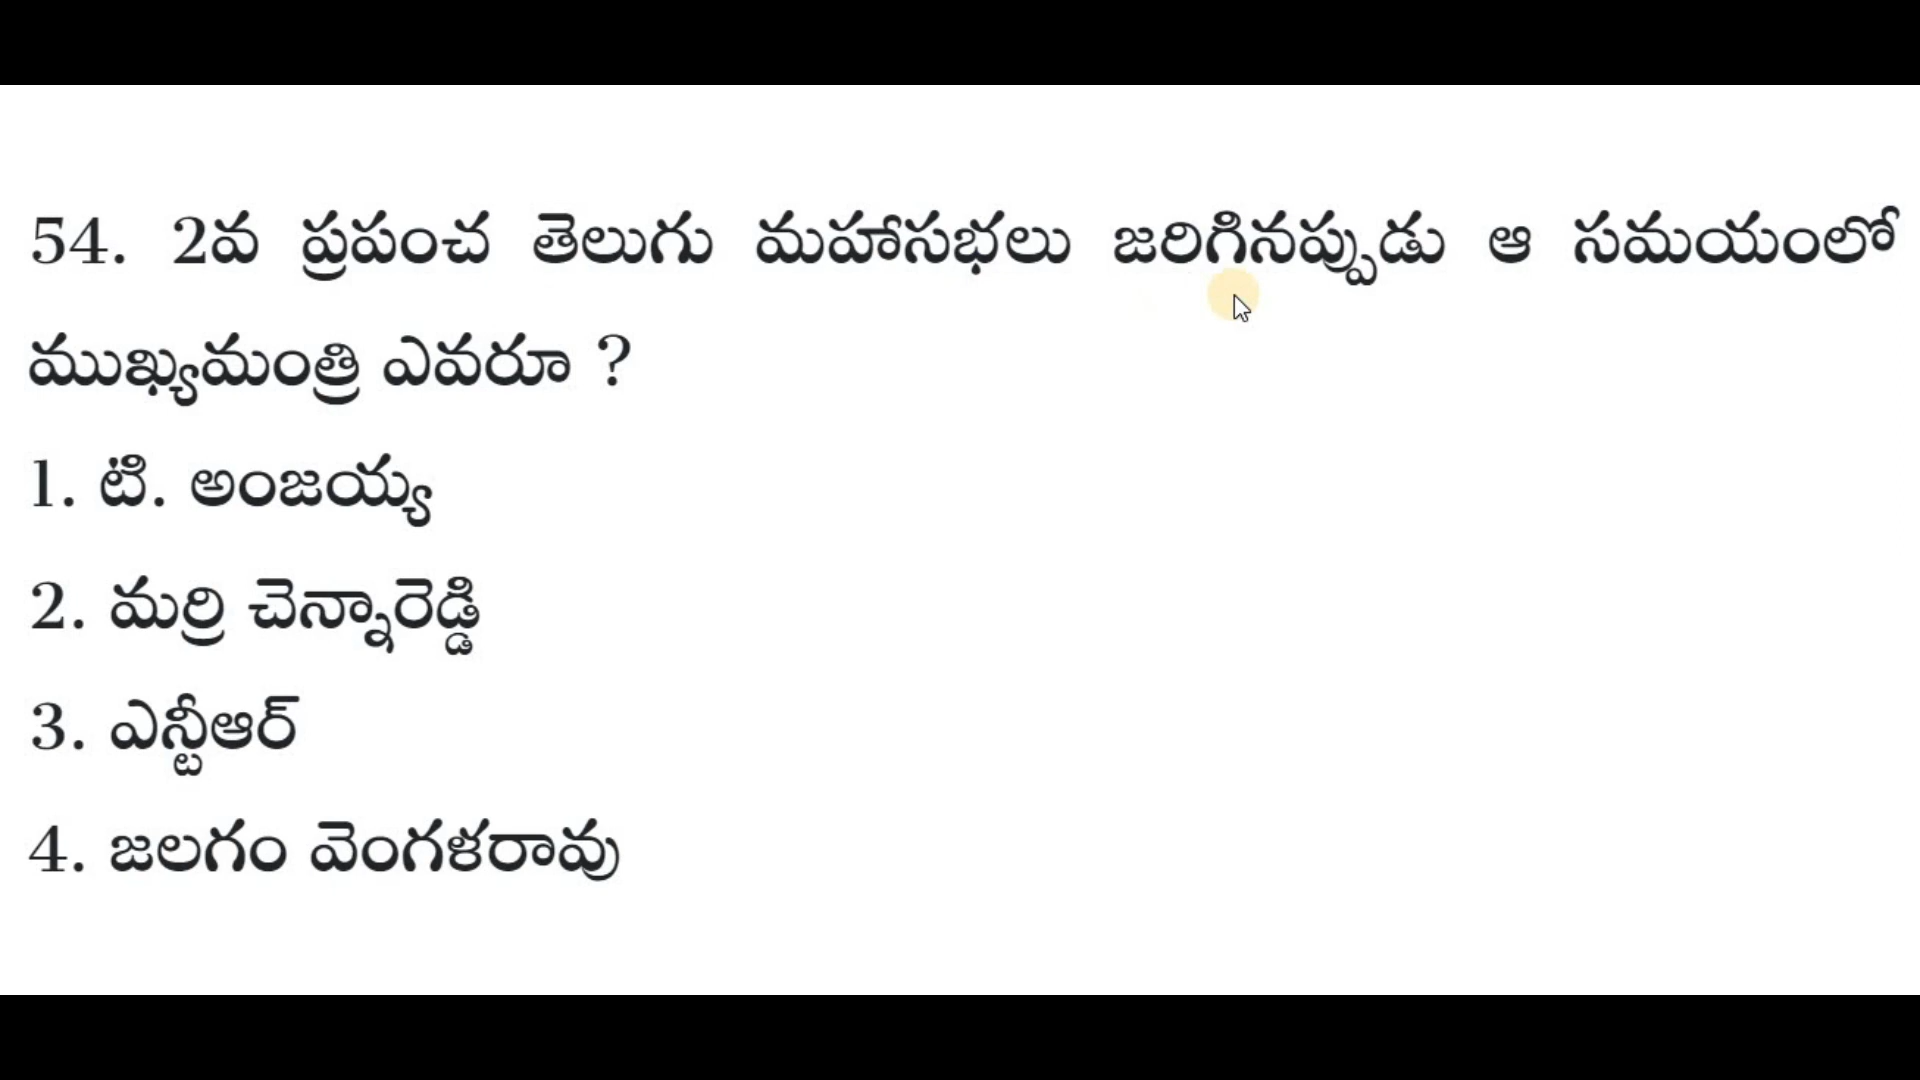 54. 2వ ప్రపంచ తెలుగు మహాసభలు జరిగినప్పుడు ఆ సమయంలో
ముఖ్యమంత్రి ఎవరూ ?
1. టి. అంజయ్య
2. మర్రి చెన్నారెడ్డి
3. ఎన్టీఆర్
4. జలగం వెంగళరావు